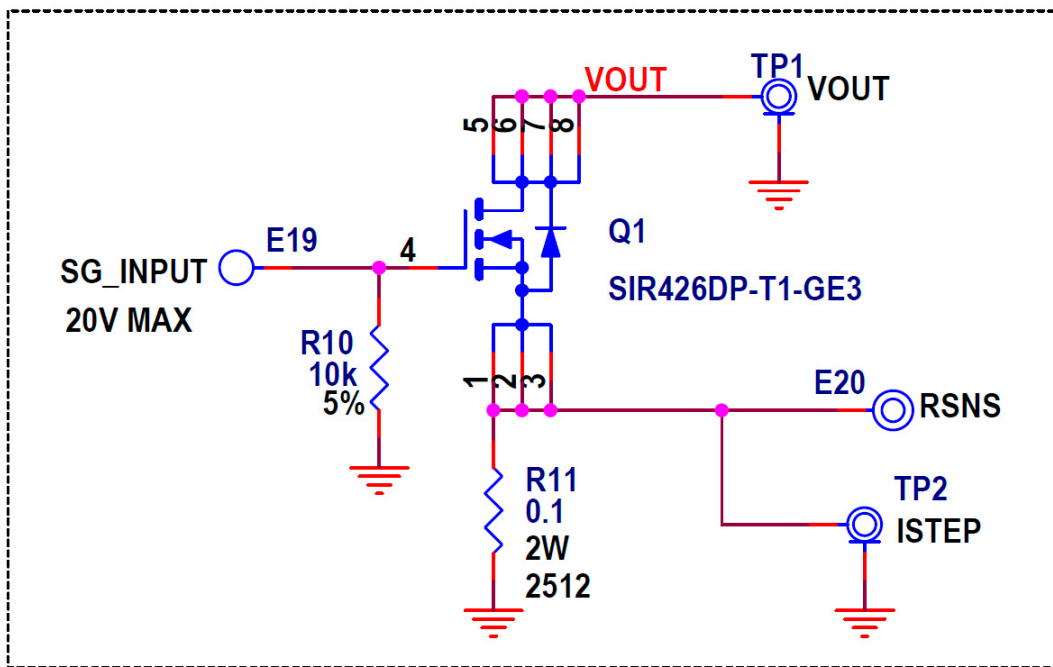 VOUT
TP1
VOUT
5
6
7
8
Q1
SIR426DP-T1-GE3
E19
4
SG_INPUT
20V MAX
R10
10k
5%
1
2
3
E20
RSNS
R11
0.1
2W
2512
TP2
ISTEP